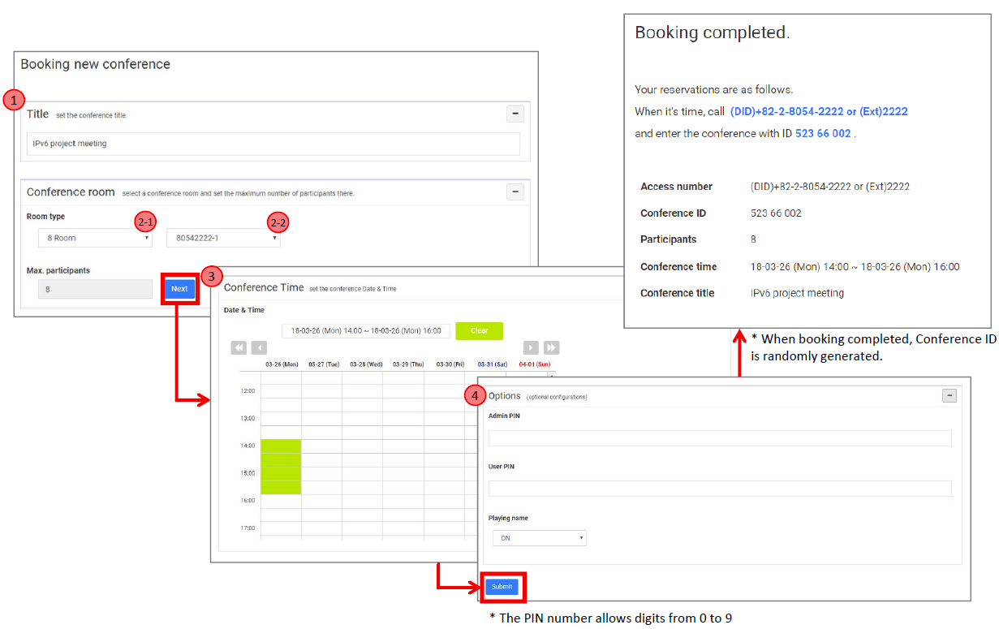 Booking new conference
1
Title set the conference title.
-
IPv6 project meeting
Conference room select a conference room and set the maximum number of participants there.
-
Room type
2-1
2-2
8 Room
80542222-1
Max. participants
8
Next
3
Conference Time set the conference Date & Time
Date & Time
18-03-26 (Mon) 14:00 ~ 18-03-26 (Mon) 16:00
Clear
03-26 (Mon) 03-27 (Tue) 03-28 (Wed) 03-29 (Thu) 03-30 (Fri) 03-31 (Sat) 04-01 (Sun)
12:00
13:00
14:00
15:00
16:00
17:00
4
Options (optional configurations)
-
Admin PIN
User PIN
Playing name
ON
Submit
* The PIN number allows digits from 0 to 9
Booking completed.
Your reservations are as follows.
When it's time, call (DID)+82-2-8054-2222 or (Ext)2222
and enter the conference with ID 523 66 002 .
Access number (DID)+82-2-8054-2222 or (Ext)2222
Conference ID 523 66 002
Participants 8
Conference time 18-03-26 (Mon) 14:00 ~ 18-03-26 (Mon) 16:00
Conference title IPv6 project meeting
* When booking completed, Conference ID
is randomly generated.